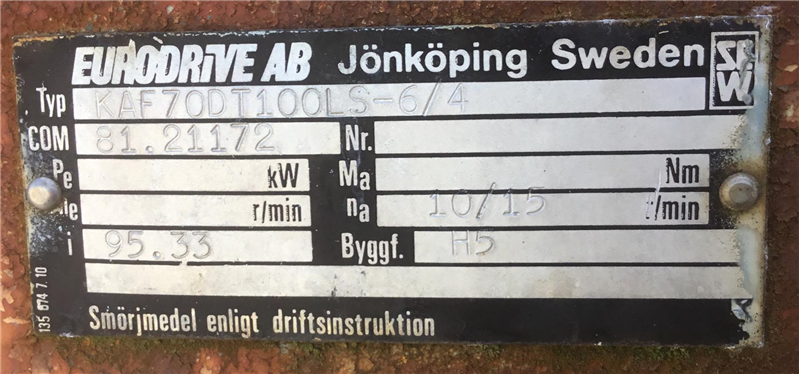 EURODRIVE AB Jönköping Sweden SEW
Typ KAF70DT100LS-6/4
COM 81.21172 Nr.
Pe kW Ma Nm
ne r/min na 10/15 r/min
i 95.33 Byggf. H5
135 674 7.10
Smörjmedel enligt driftsinstruktion